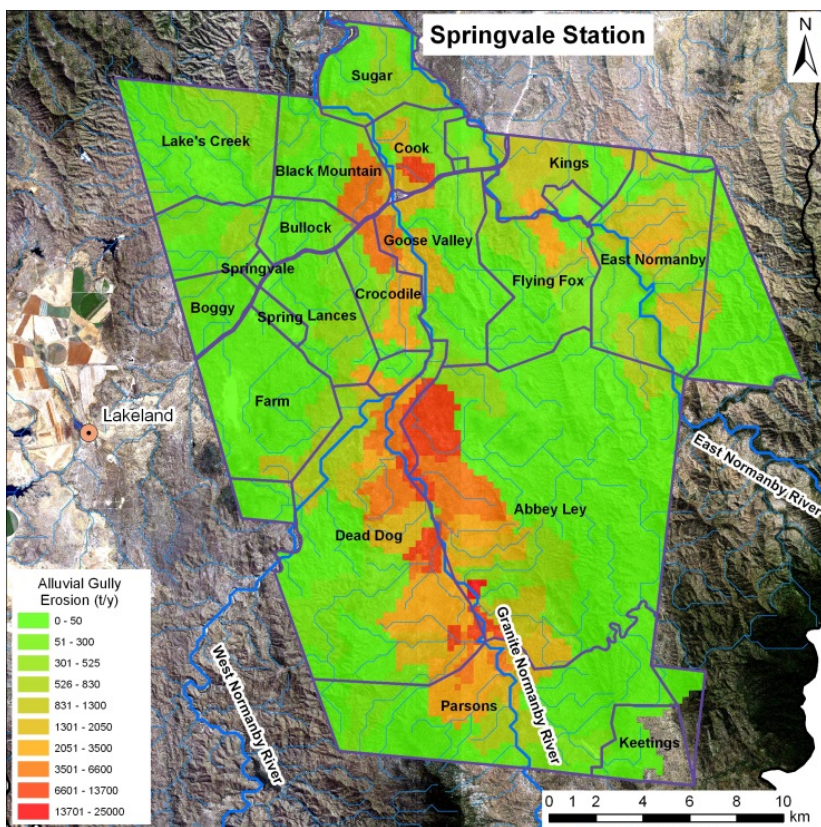 Springvale Station
N
Sugar
Lake's Creek
Cook
Kings
Black Mountain
Bullock
Goose Valley
East Normanby
Springvale
Flying Fox
Crocodile
Boggy
Spring
Lances
Farm
Lakeland
East Normanby River
Abbey Ley
Dead Dog
Granite Normanby River
West Normanby River
Parsons
Keetings
Alluvial Gully
Erosion (t/y)
0 - 50
51 - 300
301 - 525
526 - 830
831 - 1300
1301 - 2050
2051 - 3500
3501 - 6600
6601 - 13700
13701 - 25000
0 1 2 4 6 8 10
km